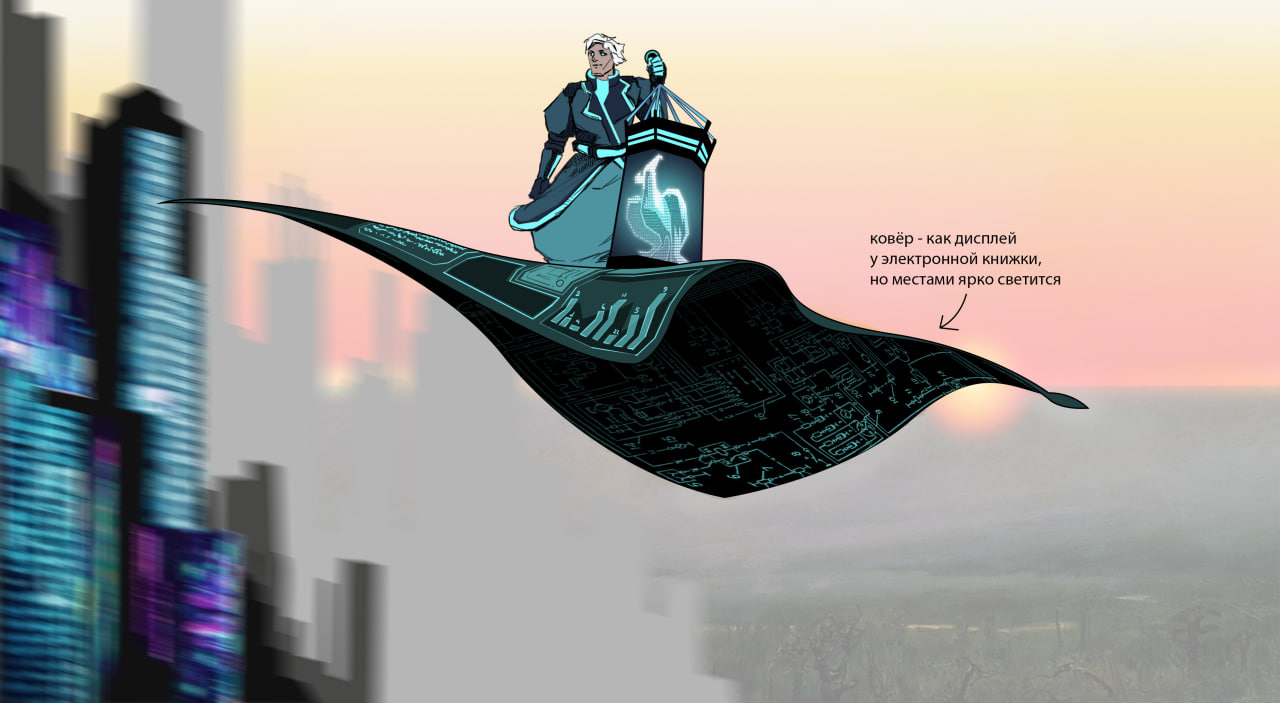 ковёр - как дисплей
у электронной книжки,
но местами ярко светится